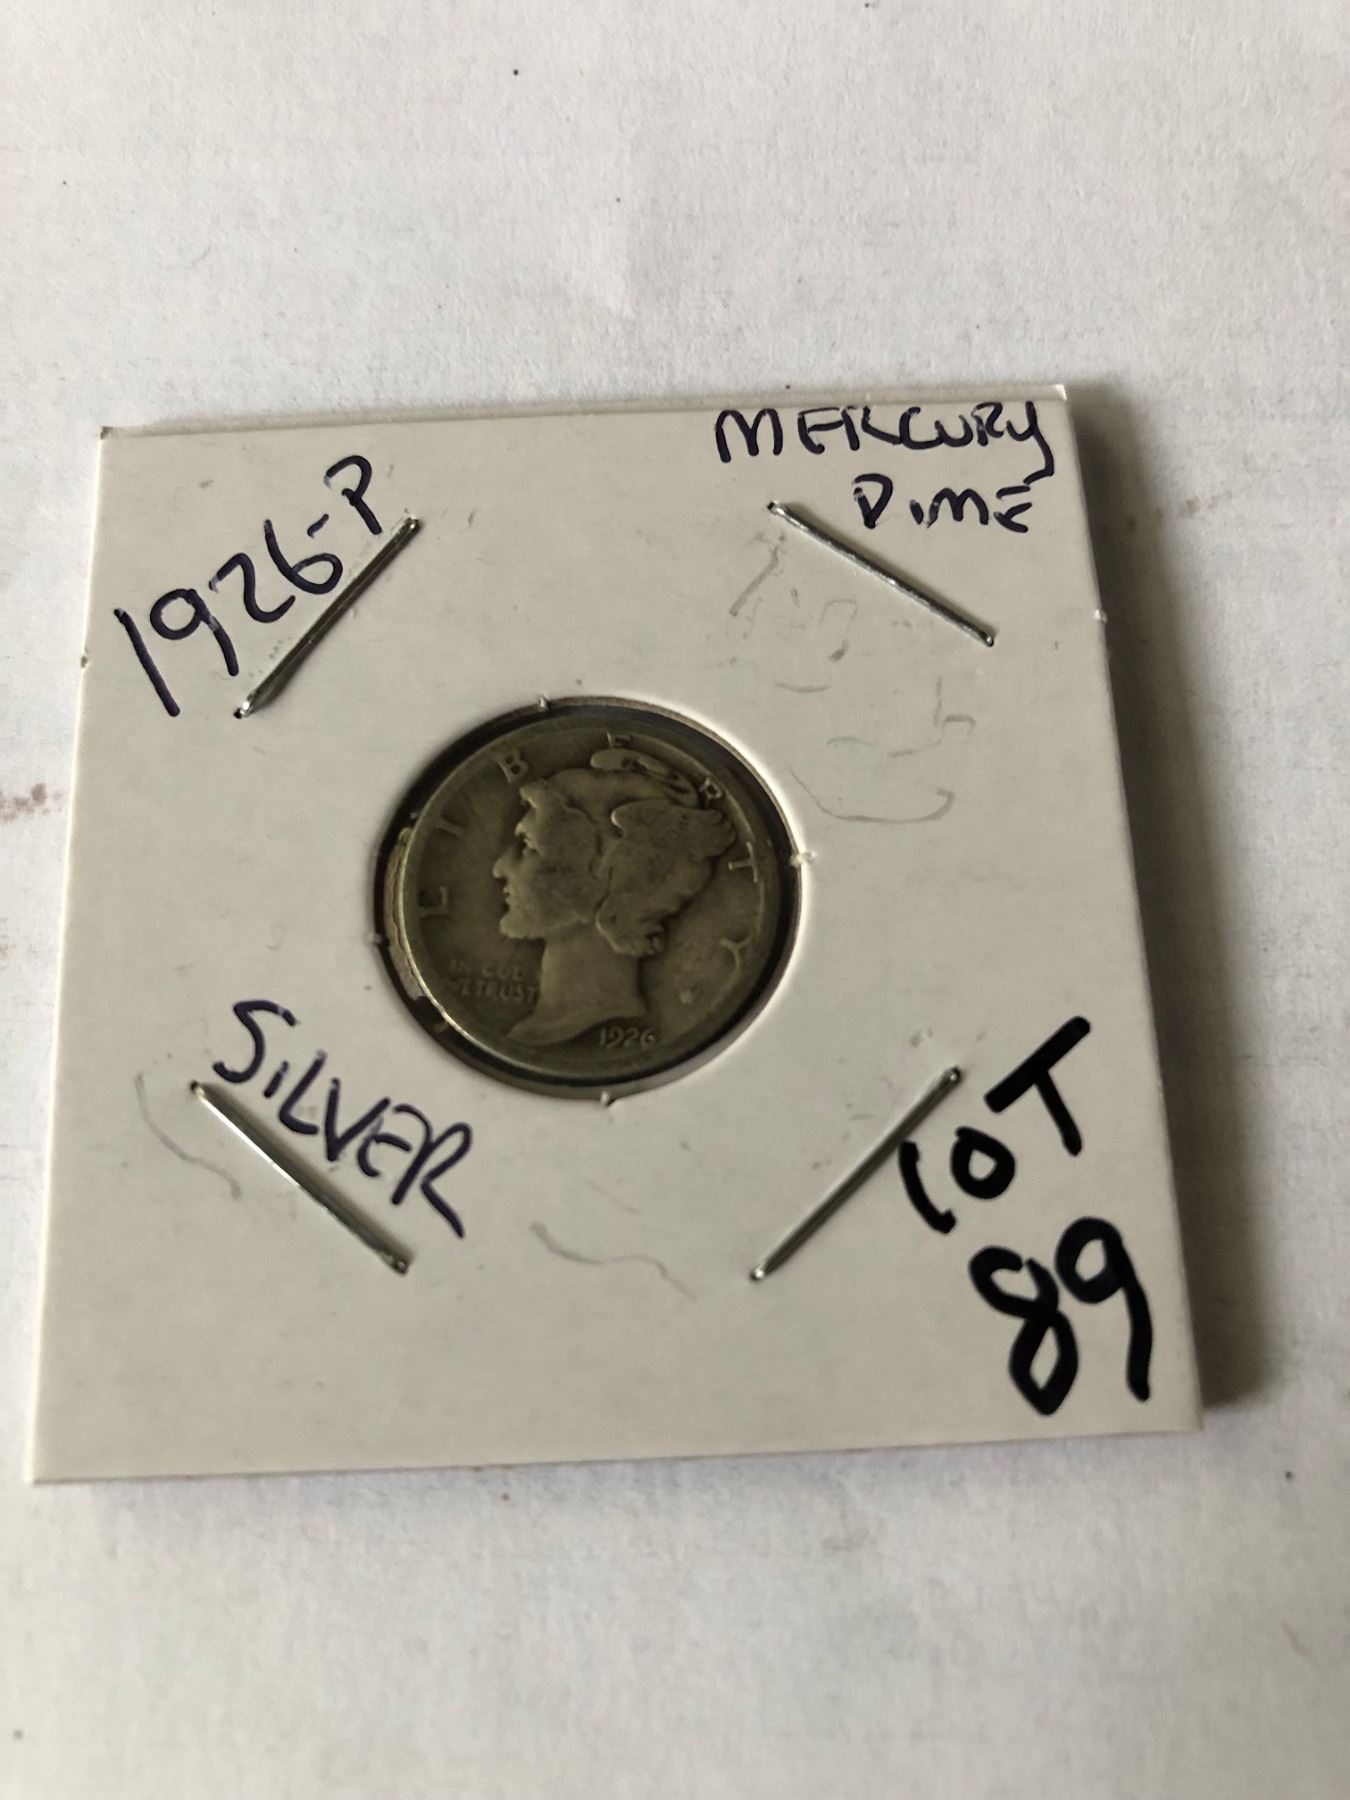 1926-P
MERCURY
DIME
LIBERTY
IN GOD
WE TRUST
1926
SILVER
LOT
89